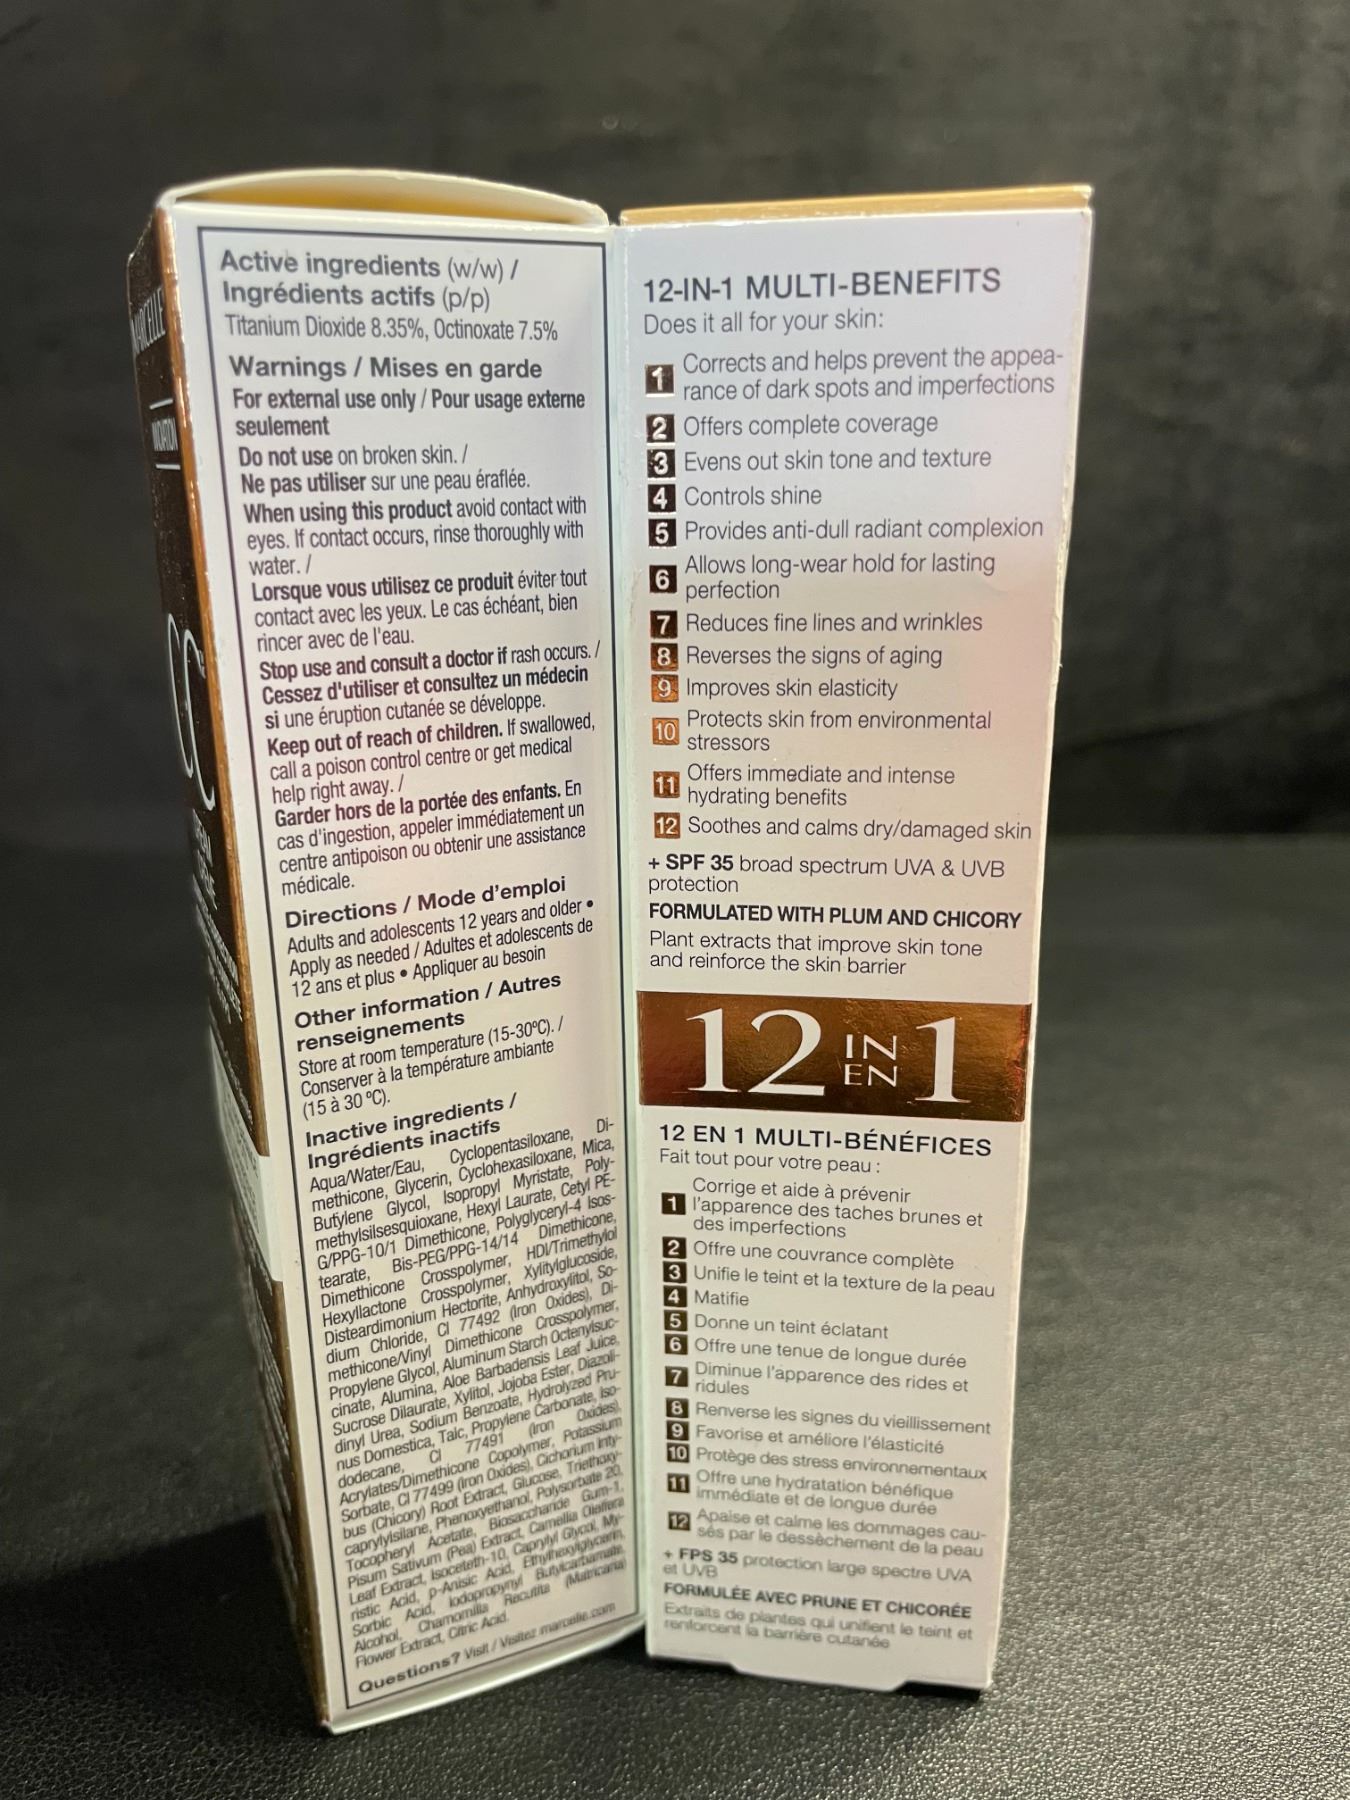 MARCELLE
INNOVATION
CC
Active ingredients (w/w) /
Ingrédients actifs (p/p)
Titanium Dioxide 8.35%, Octinoxate 7.5%
Warnings / Mises en garde
For external use only / Pour usage externe
seulement
Do not use on broken skin. /
Ne pas utiliser sur une peau éraflée.
When using this product avoid contact with
eyes. If contact occurs, rinse thoroughly with
water. /
Lorsque vous utilisez ce produit éviter tout
contact avec les yeux. Le cas échéant, bien
rincer avec de l'eau.
Stop use and consult a doctor if rash occurs. /
Cessez d'utiliser et consultez un médecin
si une éruption cutanée se développe.
Keep out of reach of children. If swallowed,
call a poison control centre or get medical
help right away. /
Garder hors de la portée des enfants. En
cas d'ingestion, appeler immédiatement un
centre antipoison ou obtenir une assistance
médicale.
Directions / Mode d'emploi
Adults and adolescents 12 years and older •
Apply as needed / Adultes et adolescents de
12 ans et plus • Appliquer au besoin
Other information / Autres
renseignements
Store at room temperature (15-30ºC). /
Conserver à la température ambiante
(15 à 30 ºC).
Inactive ingredients /
Ingrédients inactifs
Aqua/Water/Eau, Cyclopentasiloxane, Di-
methicone, Glycerin, Cyclohexasiloxane, Mica,
Butylene Glycol, Isopropyl Myristate, Poly-
methylsilsesquioxane, Hexyl Laurate, Cetyl PE-
G/PPG-10/1 Dimethicone, Polyglyceryl-4 Isos-
tearate, Bis-PEG/PPG-14/14 Dimethicone,
Dimethicone Crosspolymer, HDI/Trimethylol
Hexyllactone Crosspolymer, Xylitylglucoside,
Disteardimonium Hectorite, Anhydroxylitol, So-
dium Chloride, CI 77492 (Iron Oxides), Di-
methicone/Vinyl Dimethicone Crosspolymer,
Propylene Glycol, Aluminum Starch Octenylsuc-
cinate, Alumina, Aloe Barbadensis Leaf Juice,
Sucrose Dilaurate, Xylitol, Jojoba Ester, Diazoli-
dinyl Urea, Sodium Benzoate, Hydrolyzed Pru-
nus Domestica, Talc, Propylene Carbonate, Iso-
dodecane, CI 77491 (Iron Oxides),
Acrylates/Dimethicone Copolymer, Potassium
Sorbate, CI 77499 (Iron Oxides), Cichorium Inty-
bus (Chicory) Root Extract, Glucose, Triethoxy-
caprylylsilane, Phenoxyethanol, Polysorbate 20,
Tocopheryl Acetate, Biosaccharide Gum-1,
Pisum Sativum (Pea) Extract, Camellia Oleifera
Leaf Extract, Isoceteth-10, Caprylyl Glycol, My-
ristic Acid, p-Anisic Acid, Ethylhexylglycerin,
Sorbic Acid, Iodopropynyl Butylcarbamate,
Alcohol, Chamomilla Recutita (Matricaria)
Flower Extract, Citric Acid.
Questions? Visit / Visitez marcelle.com
12-IN-1 MULTI-BENEFITS
Does it all for your skin:
1 Corrects and helps prevent the appea-
rance of dark spots and imperfections
2 Offers complete coverage
3 Evens out skin tone and texture
4 Controls shine
5 Provides anti-dull radiant complexion
6 Allows long-wear hold for lasting
perfection
7 Reduces fine lines and wrinkles
8 Reverses the signs of aging
9 Improves skin elasticity
10 Protects skin from environmental
stressors
11 Offers immediate and intense
hydrating benefits
12 Soothes and calms dry/damaged skin
+ SPF 35 broad spectrum UVA & UVB
protection
FORMULATED WITH PLUM AND CHICORY
Plant extracts that improve skin tone
and reinforce the skin barrier
12 IN EN 1
12 EN 1 MULTI-BÉNÉFICES
Fait tout pour votre peau :
1 Corrige et aide à prévenir
l'apparence des taches brunes et
des imperfections
2 Offre une couvrance complète
3 Unifie le teint et la texture de la peau
4 Matifie
5 Donne un teint éclatant
6 Offre une tenue de longue durée
7 Diminue l'apparence des rides et
ridules
8 Renverse les signes du vieillissement
9 Favorise et améliore l'élasticité
10 Protège des stress environnementaux
11 Offre une hydratation bénéfique
immédiate et de longue durée
12 Apaise et calme les dommages cau-
sés par le dessèchement de la peau
+ FPS 35 protection large spectre UVA
et UVB
FORMULÉE AVEC PRUNE ET CHICORÉE
Extraits de plantes qui unifient le teint et
renforcent la barrière cutanée